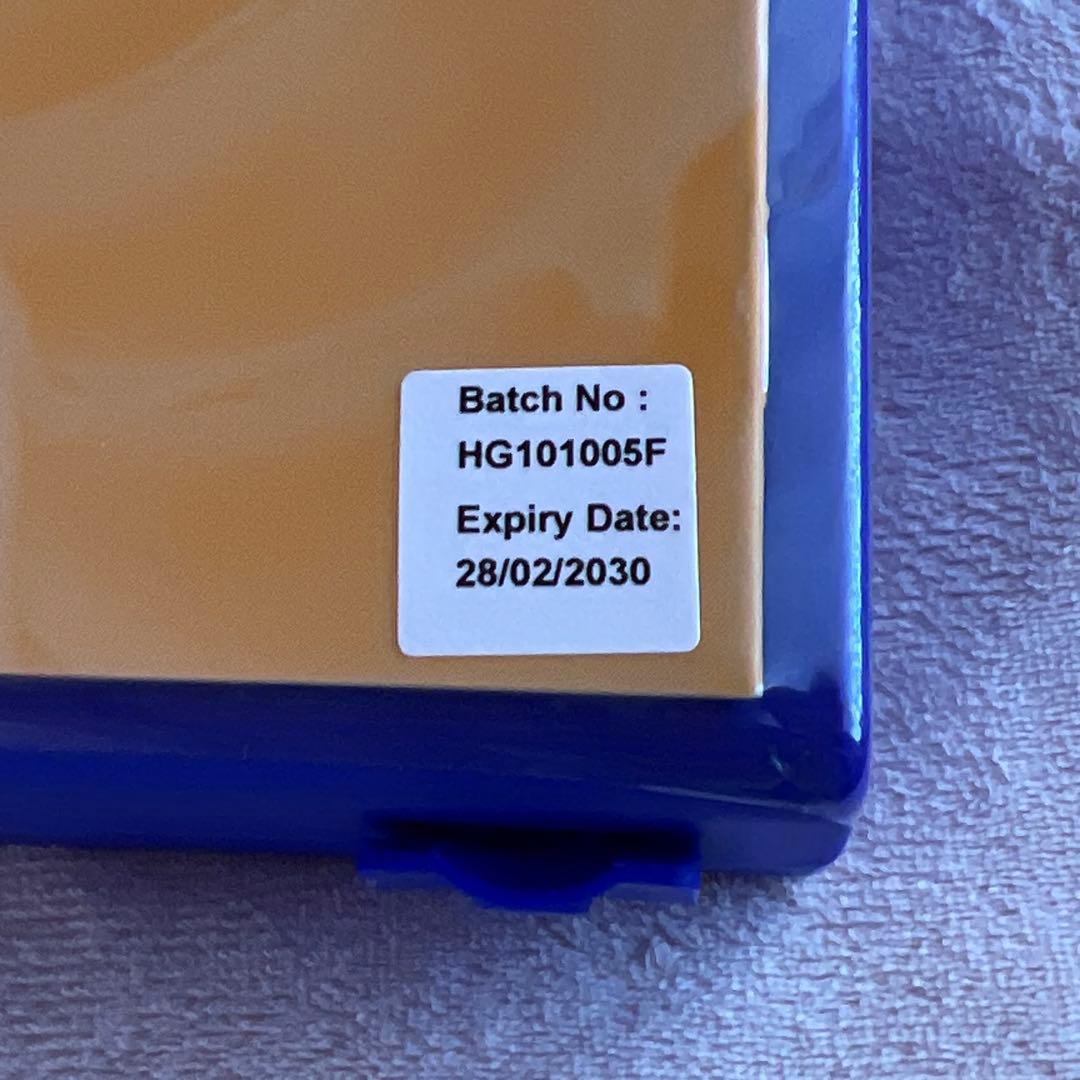 Batch No :
HG101005F
Expiry Date:
28/02/2030